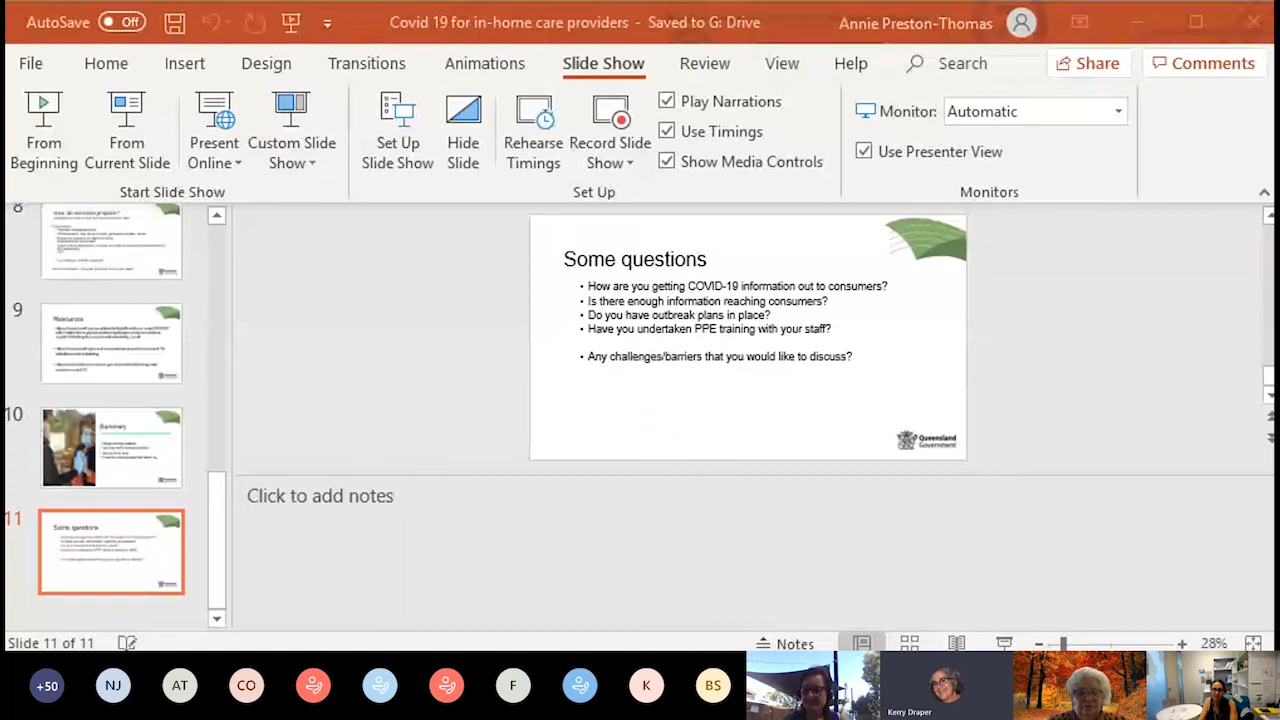 AutoSave Off Covid 19 for in-home care providers - Saved to G: Drive Annie Preston-Thomas
File Home Insert Design Transitions Animations Slide Show Review View Help Search Share Comments
From Beginning
From Current Slide
Present Online
Custom Slide Show
Start Slide Show
Set Up Slide Show
Hide Slide
Rehearse Timings
Record Slide Show
Play Narrations
Use Timings
Show Media Controls
Set Up
Monitor: Automatic
Use Presenter View
Monitors
8
9
Resources
10
Summary
11
Some questions
Some questions
• How are you getting COVID-19 information out to consumers?
• Is there enough information reaching consumers?
• Do you have outbreak plans in place?
• Have you undertaken PPE training with your staff?
• Any challenges/barriers that you would like to discuss?
Queensland
Government
Click to add notes
Slide 11 of 11 Notes 28%
+50 NJ AT CO F K BS
Kerry Draper